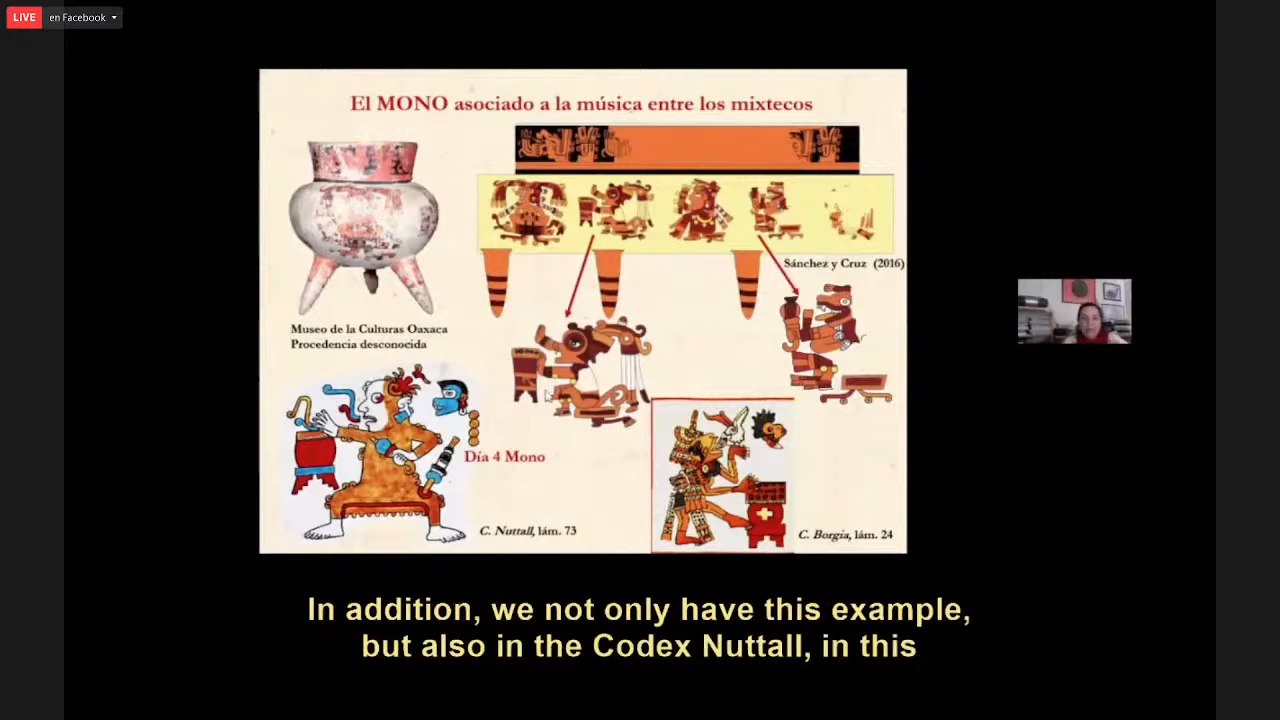 LIVE en Facebook
El MONO asociado a la música entre los mixtecos
Sánchez y Cruz (2016)
Museo de la Culturas Oaxaca
Procedencia desconocida
Día 4 Mono
C. Nuttall, lám. 73
C. Borgia, lám. 24
In addition, we not only have this example,
but also in the Codex Nuttall, in this